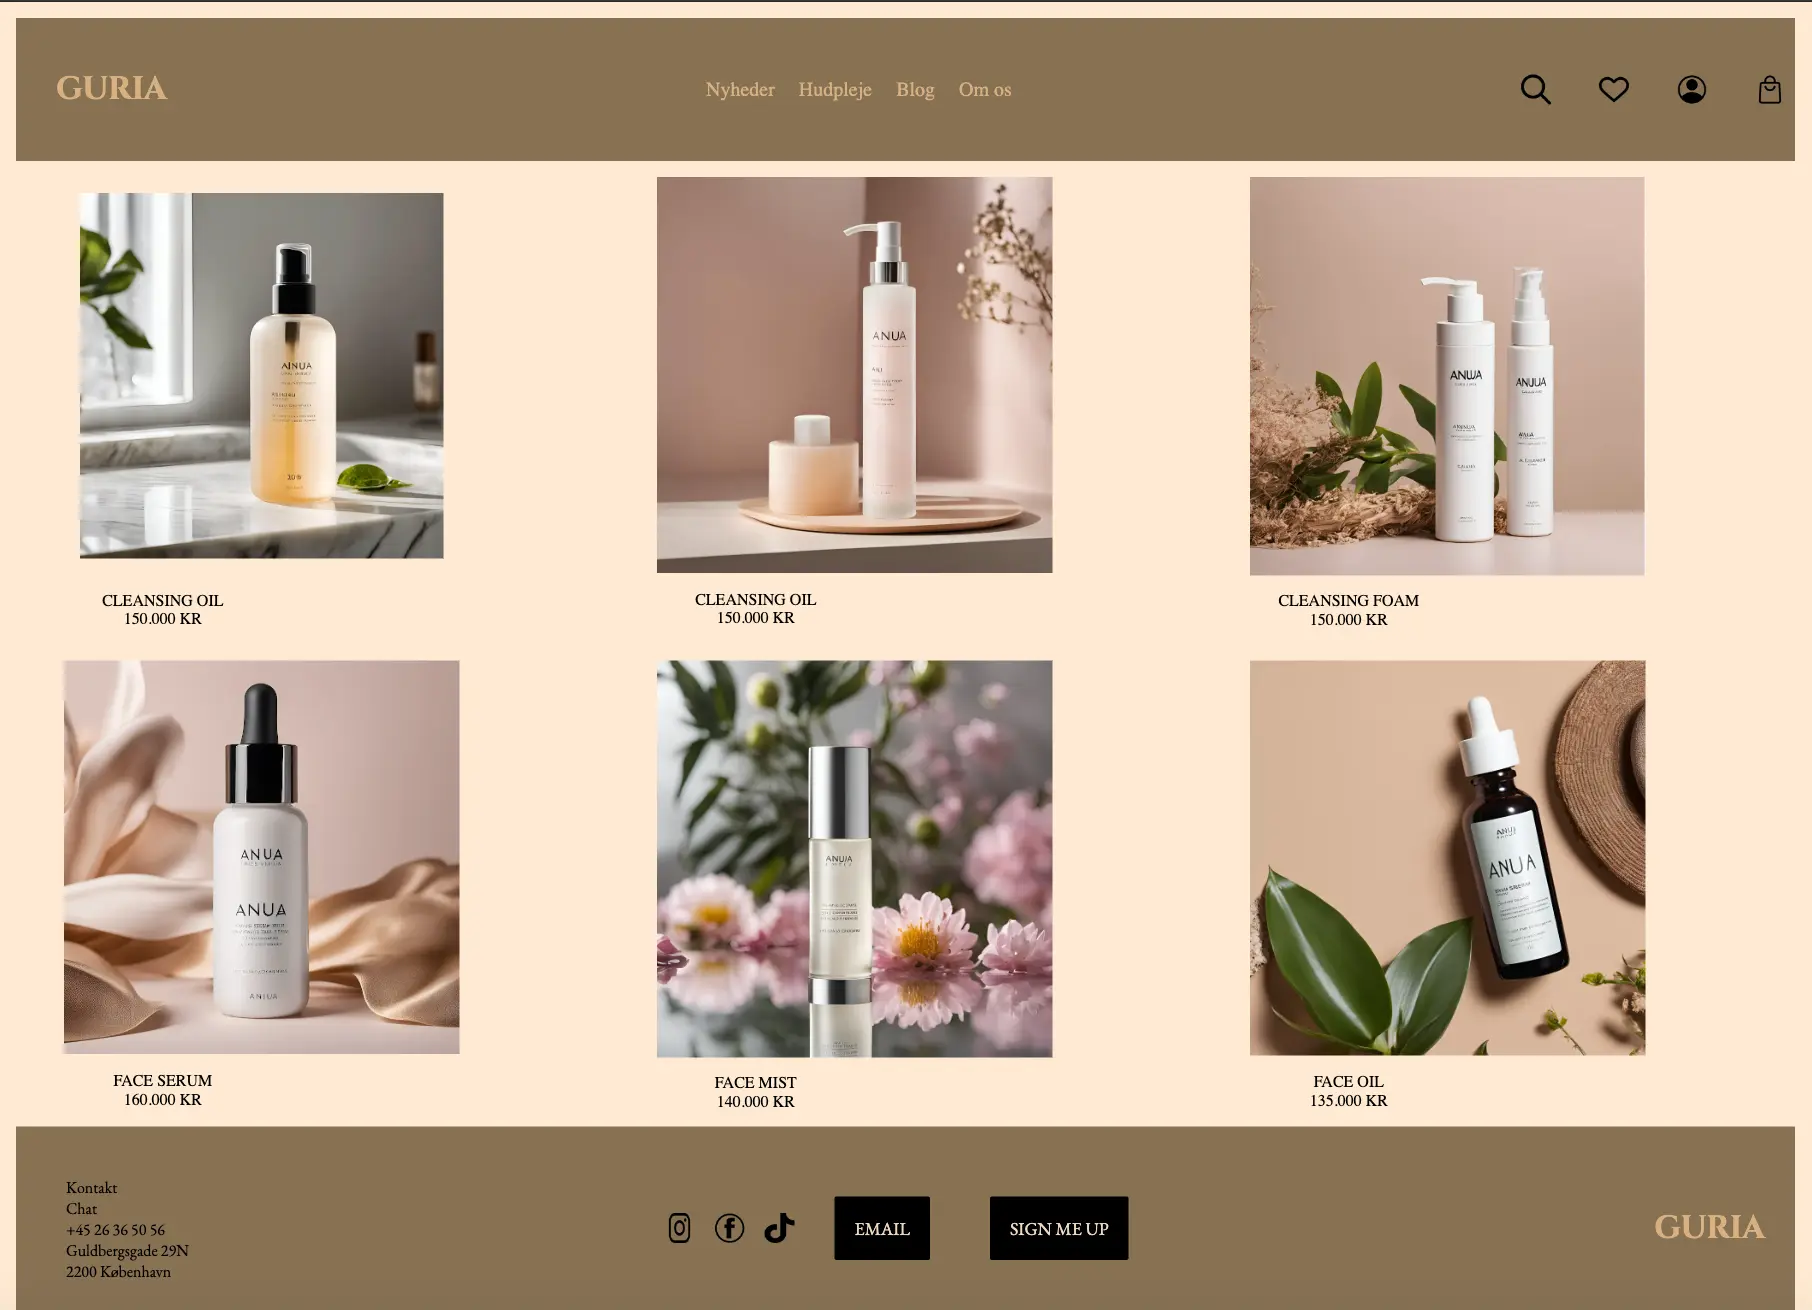 GURIA
Nyheder Hudpleje Blog Om os
AINUA
ANUA
ANUA
ANUUA
CLEANSING OIL
150.000 KR
CLEANSING OIL
150.000 KR
CLEANSING FOAM
150.000 KR
ANUA
ANUA
ANUA
ANUA
FACE SERUM
160.000 KR
FACE MIST
140.000 KR
FACE OIL
135.000 KR
Kontakt
Chat
+45 26 36 50 56
Guldbergsgade 29N
2200 København
EMAIL
SIGN ME UP
GURIA